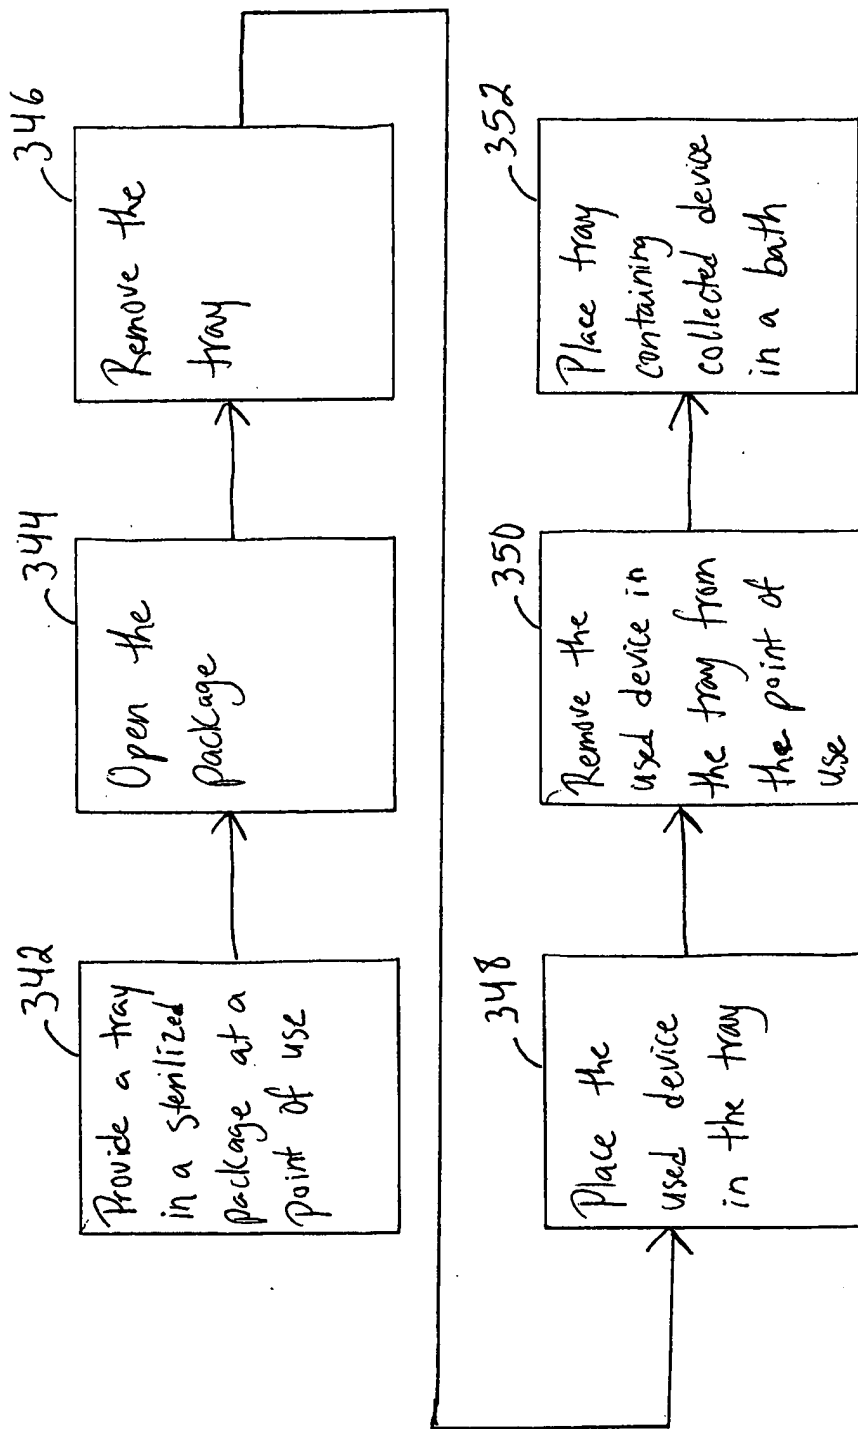 342
Provide a tray
in a sterilized
package at a
point of use
344
Open the
package
346
Remove the
tray
348
Place the
used device
in the tray
350
Remove the
used device in
the tray from
the point of
use
352
Place tray
containing
collected device
in a bath